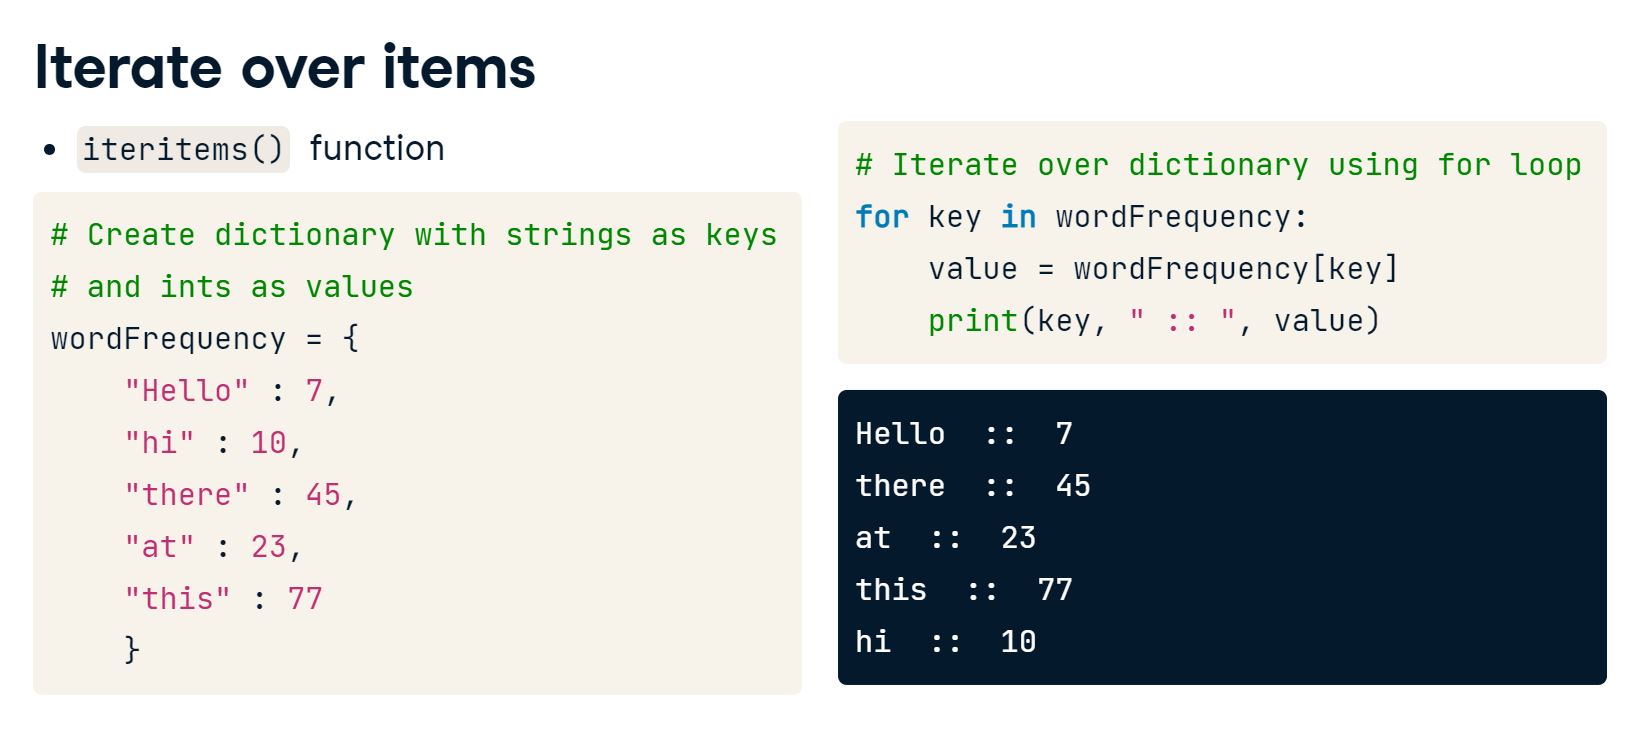 Iterate over items
• iteritems() function
# Create dictionary with strings as keys
# and ints as values
wordFrequency = {
    "Hello" : 7,
    "hi" : 10,
    "there" : 45,
    "at" : 23,
    "this" : 77
    }
# Iterate over dictionary using for loop
for key in wordFrequency:
    value = wordFrequency[key]
    print(key, " :: ", value)
Hello  ::  7
there  ::  45
at  ::  23
this  ::  77
hi  ::  10